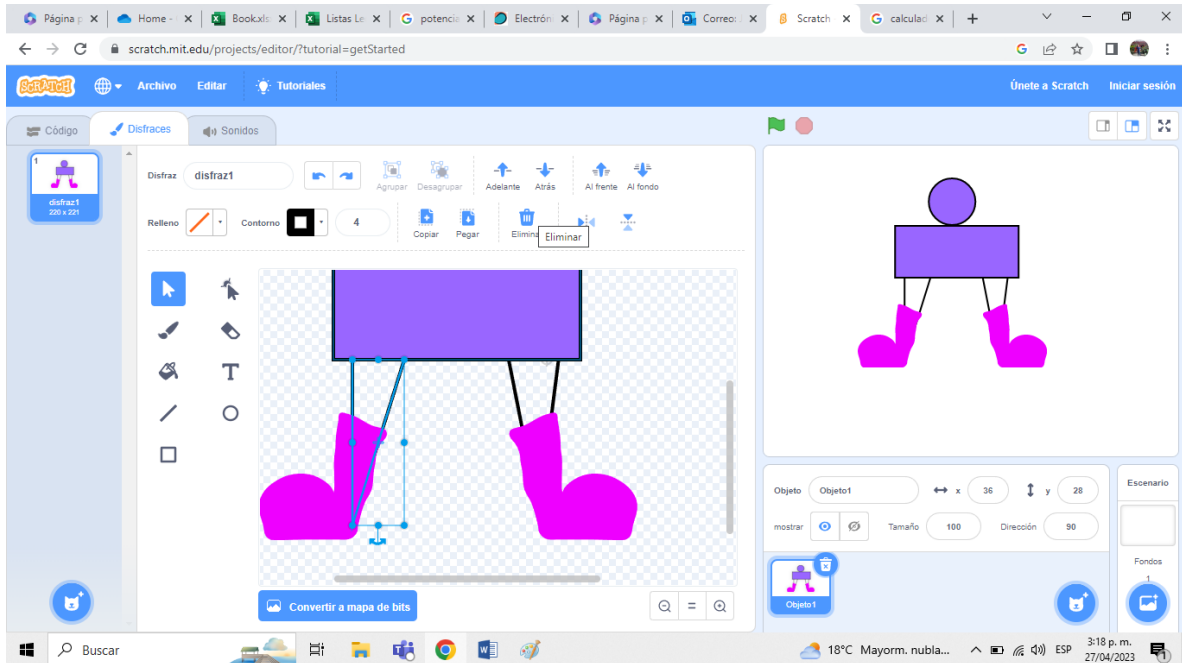 Página p
Home -
Book.xls
Listas Le
potencia
Electrón
Página p
Correo:
Scratch
calculad
scratch.mit.edu/projects/editor/?tutorial=getStarted
SCRATCH
Archivo
Editar
Tutoriales
Únete a Scratch
Iniciar sesión
Código
Disfraces
Sonidos
1
disfraz1
220 x 221
Disfraz
disfraz1
Agrupar
Desagrupar
Adelante
Atrás
Al frente
Al fondo
Relleno
Contorno
4
Copiar
Pegar
Elimina
Eliminar
T
Convertir a mapa de bits
Objeto
Objeto1
x
36
y
28
mostrar
Tamaño
100
Dirección
90
Objeto1
Escenario
Fondos
1
Buscar
18°C Mayorm. nubla...
ESP
3:18 p. m.
27/04/2023
1